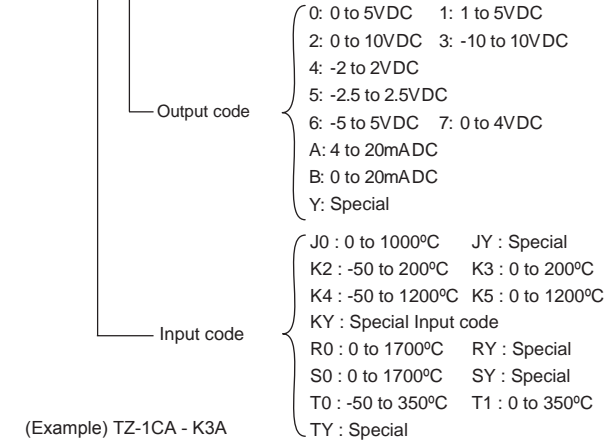 0: 0 to 5VDC 1: 1 to 5VDC
2: 0 to 10VDC 3: -10 to 10VDC
4: -2 to 2VDC
5: -2.5 to 2.5VDC
Output code
6: -5 to 5VDC 7: 0 to 4VDC
A: 4 to 20mADC
B: 0 to 20mADC
Y: Special
J0 : 0 to 1000ºC JY : Special
K2 : -50 to 200ºC K3 : 0 to 200ºC
K4 : -50 to 1200ºC K5 : 0 to 1200ºC
KY : Special Input code
Input code
R0 : 0 to 1700ºC RY : Special
S0 : 0 to 1700ºC SY : Special
T0 : -50 to 350ºC T1 : 0 to 350ºC
TY : Special
(Example) TZ-1CA - K3A